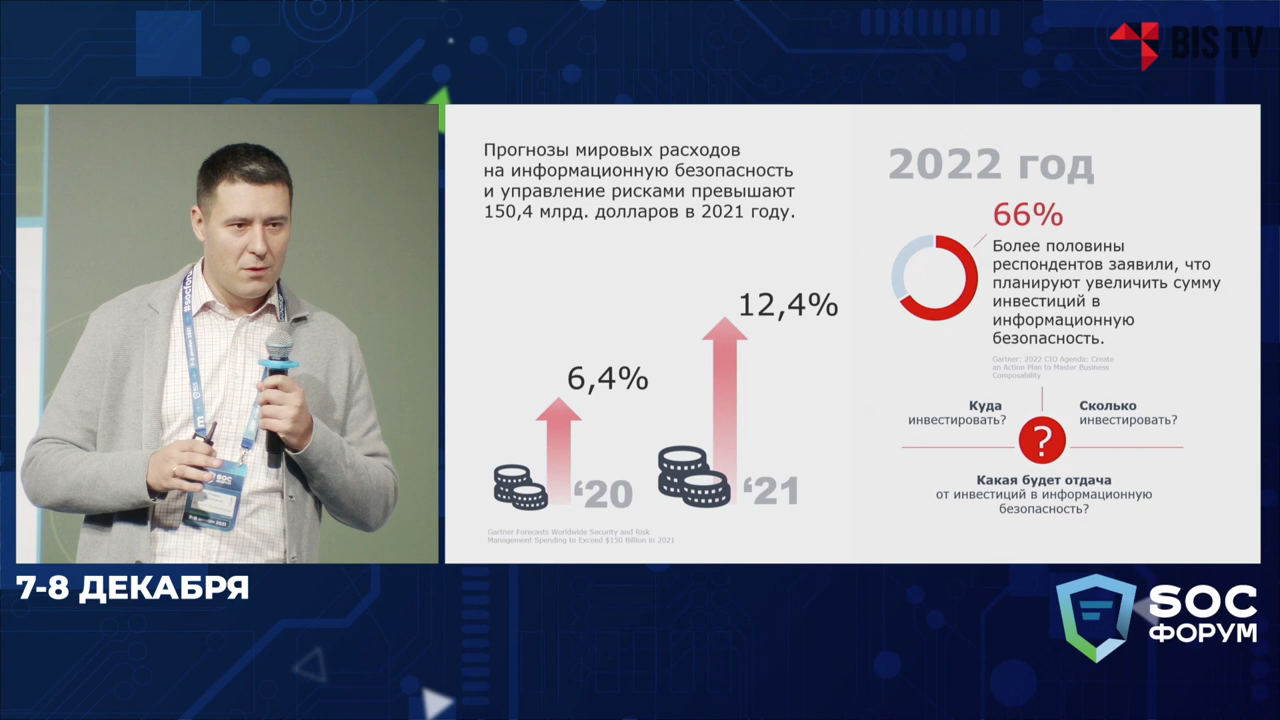 BIS TV
Прогнозы мировых расходов
на информационную безопасность
и управление рисками превышают
150,4 млрд. долларов в 2021 году.
6,4%
12,4%
‘20
‘21
Gartner Forecasts Worldwide Security and Risk
Management Spending to Exceed $150 Billion in 2021
2022 год
66%
Более половины
респондентов заявили, что
планируют увеличить сумму
инвестиций в
информационную
безопасность.
Gartner: 2022 CIO Agenda: Create
an Action Plan to Master Business
Composability
Куда
инвестировать?
Сколько
инвестировать?
?
Какая будет отдача
от инвестиций в информационную
безопасность?
#socforum
SOC
7-8 ДЕКАБРЯ
SOC
ФОРУМ